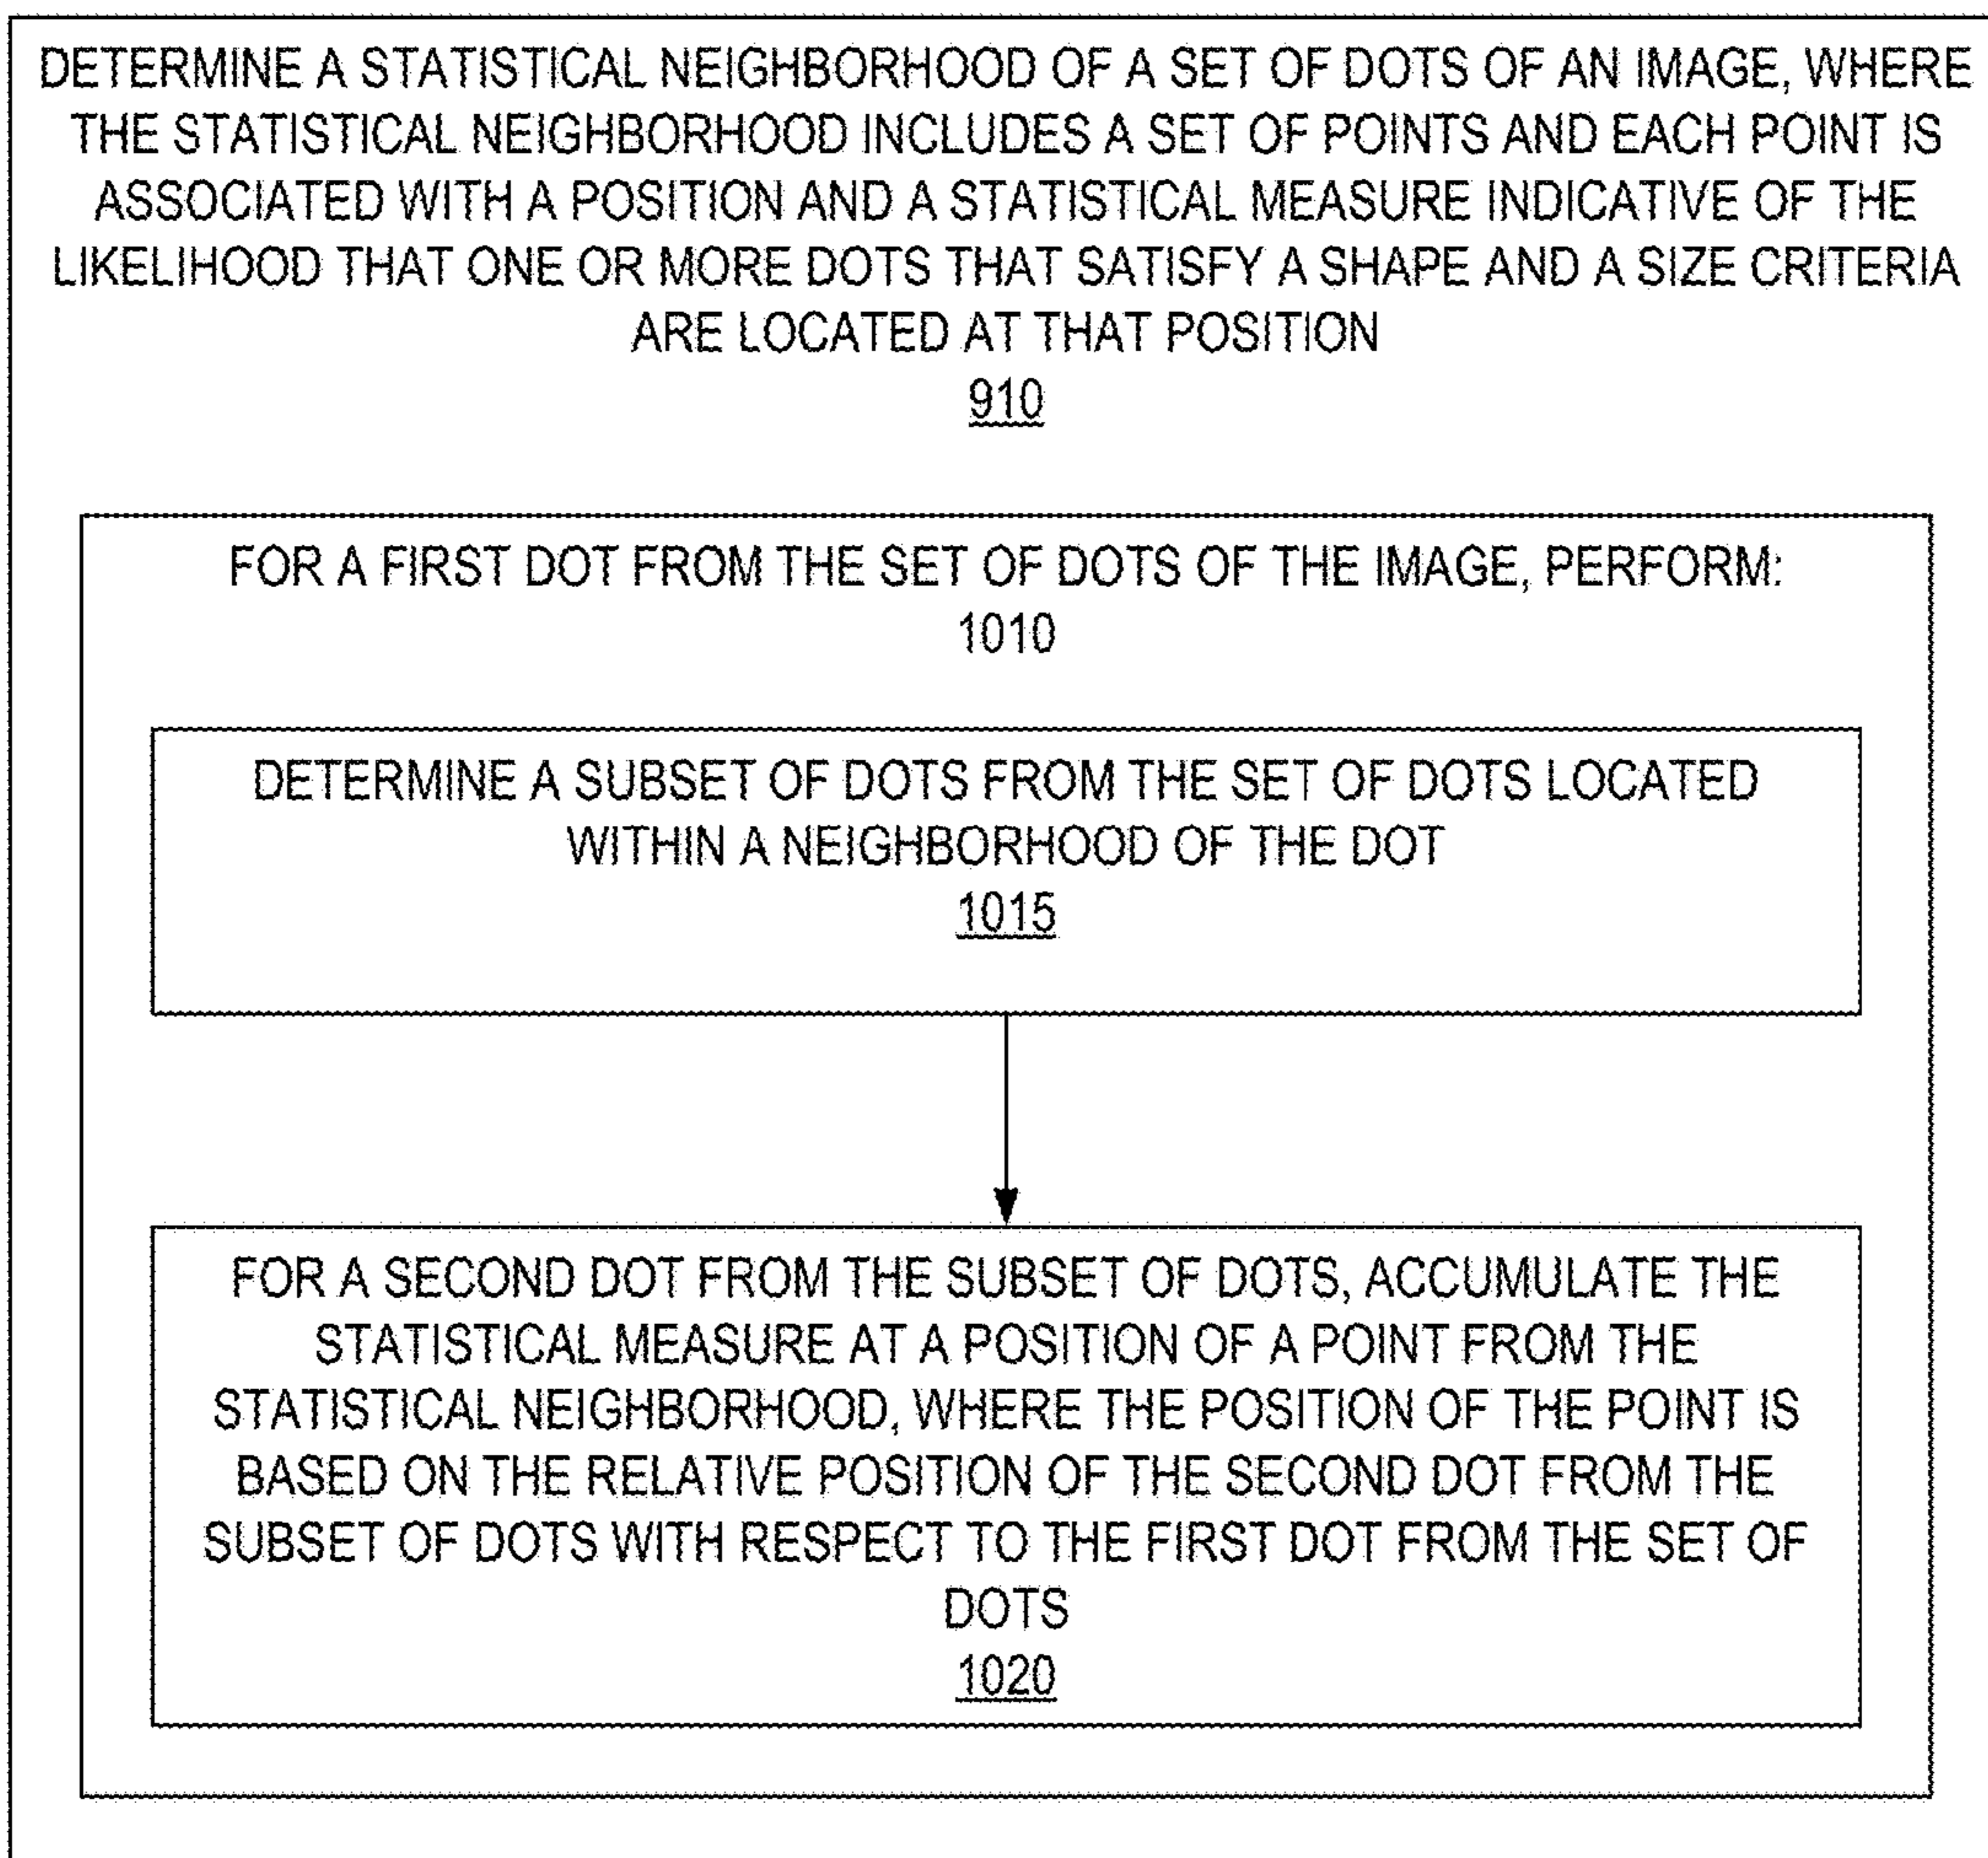 DETERMINE A STATISTICAL NEIGHBORHOOD OF A SET OF DOTS OF AN IMAGE, WHERE
THE STATISTICAL NEIGHBORHOOD INCLUDES A SET OF POINTS AND EACH POINT IS
ASSOCIATED WITH A POSITION AND A STATISTICAL MEASURE INDICATIVE OF THE
LIKELIHOOD THAT ONE OR MORE DOTS THAT SATISFY A SHAPE AND A SIZE CRITERIA
ARE LOCATED AT THAT POSITION
910
FOR A FIRST DOT FROM THE SET OF DOTS OF THE IMAGE, PERFORM:
1010
DETERMINE A SUBSET OF DOTS FROM THE SET OF DOTS LOCATED
WITHIN A NEIGHBORHOOD OF THE DOT
1015
FOR A SECOND DOT FROM THE SUBSET OF DOTS, ACCUMULATE THE
STATISTICAL MEASURE AT A POSITION OF A POINT FROM THE
STATISTICAL NEIGHBORHOOD, WHERE THE POSITION OF THE POINT IS
BASED ON THE RELATIVE POSITION OF THE SECOND DOT FROM THE
SUBSET OF DOTS WITH RESPECT TO THE FIRST DOT FROM THE SET OF
DOTS
1020